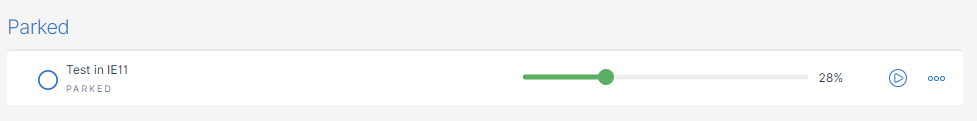 Parked
Test in IE11
PARKED
28%